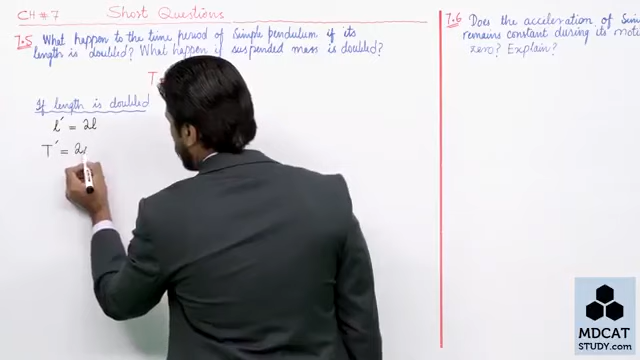 CH # 7 Short Questions
7.5 What happen to the time period of Simple pendulum if its
length is doubled? What happen if suspended mass is doubled?
T
If length is doubled
l' = 2l
T' = 2
7.6 Does the acceleration of Sim
remains constant during its moti
zero? Explain?
MDCAT
STUDY.com